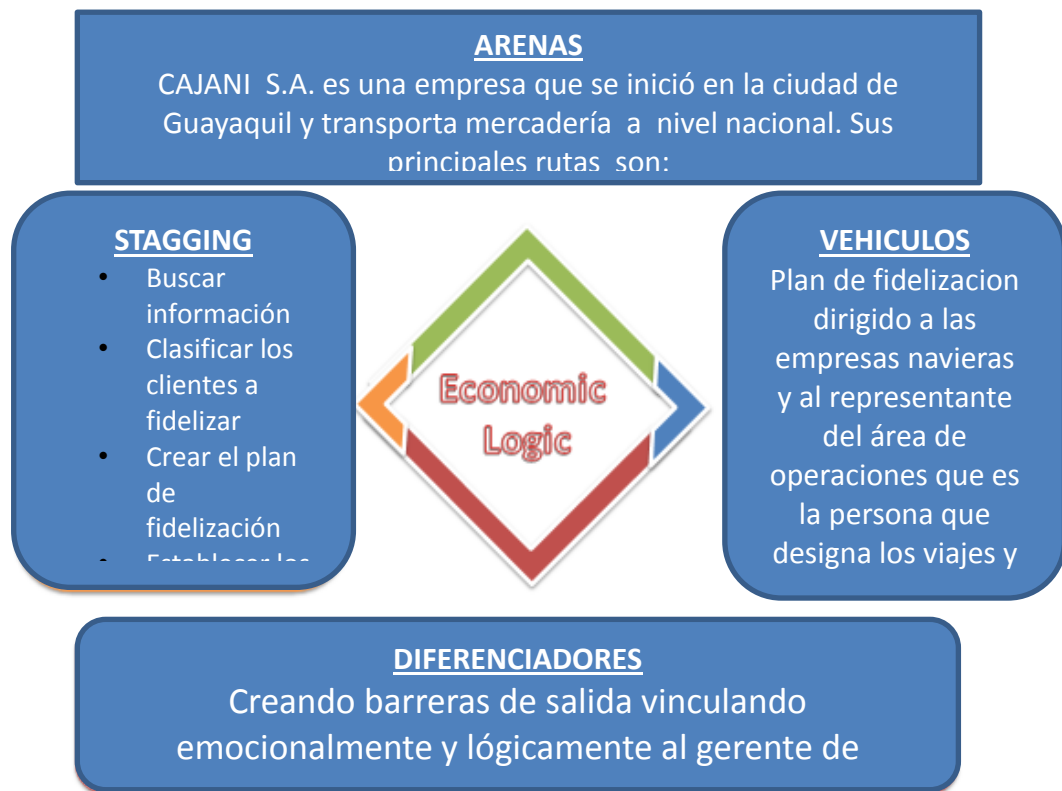 ARENAS
CAJANI S.A. es una empresa que se inició en la ciudad de
Guayaquil y transporta mercadería a nivel nacional. Sus
principales rutas son:
STAGGING
• Buscar
información
• Clasificar los
clientes a
fidelizar
• Crear el plan
de
fidelización
• Establecer los
Economic
Logic
VEHICULOS
Plan de fidelizacion
dirigido a las
empresas navieras
y al representante
del área de
operaciones que es
la persona que
designa los viajes y
DIFERENCIADORES
Creando barreras de salida vinculando
emocionalmente y lógicamente al gerente de